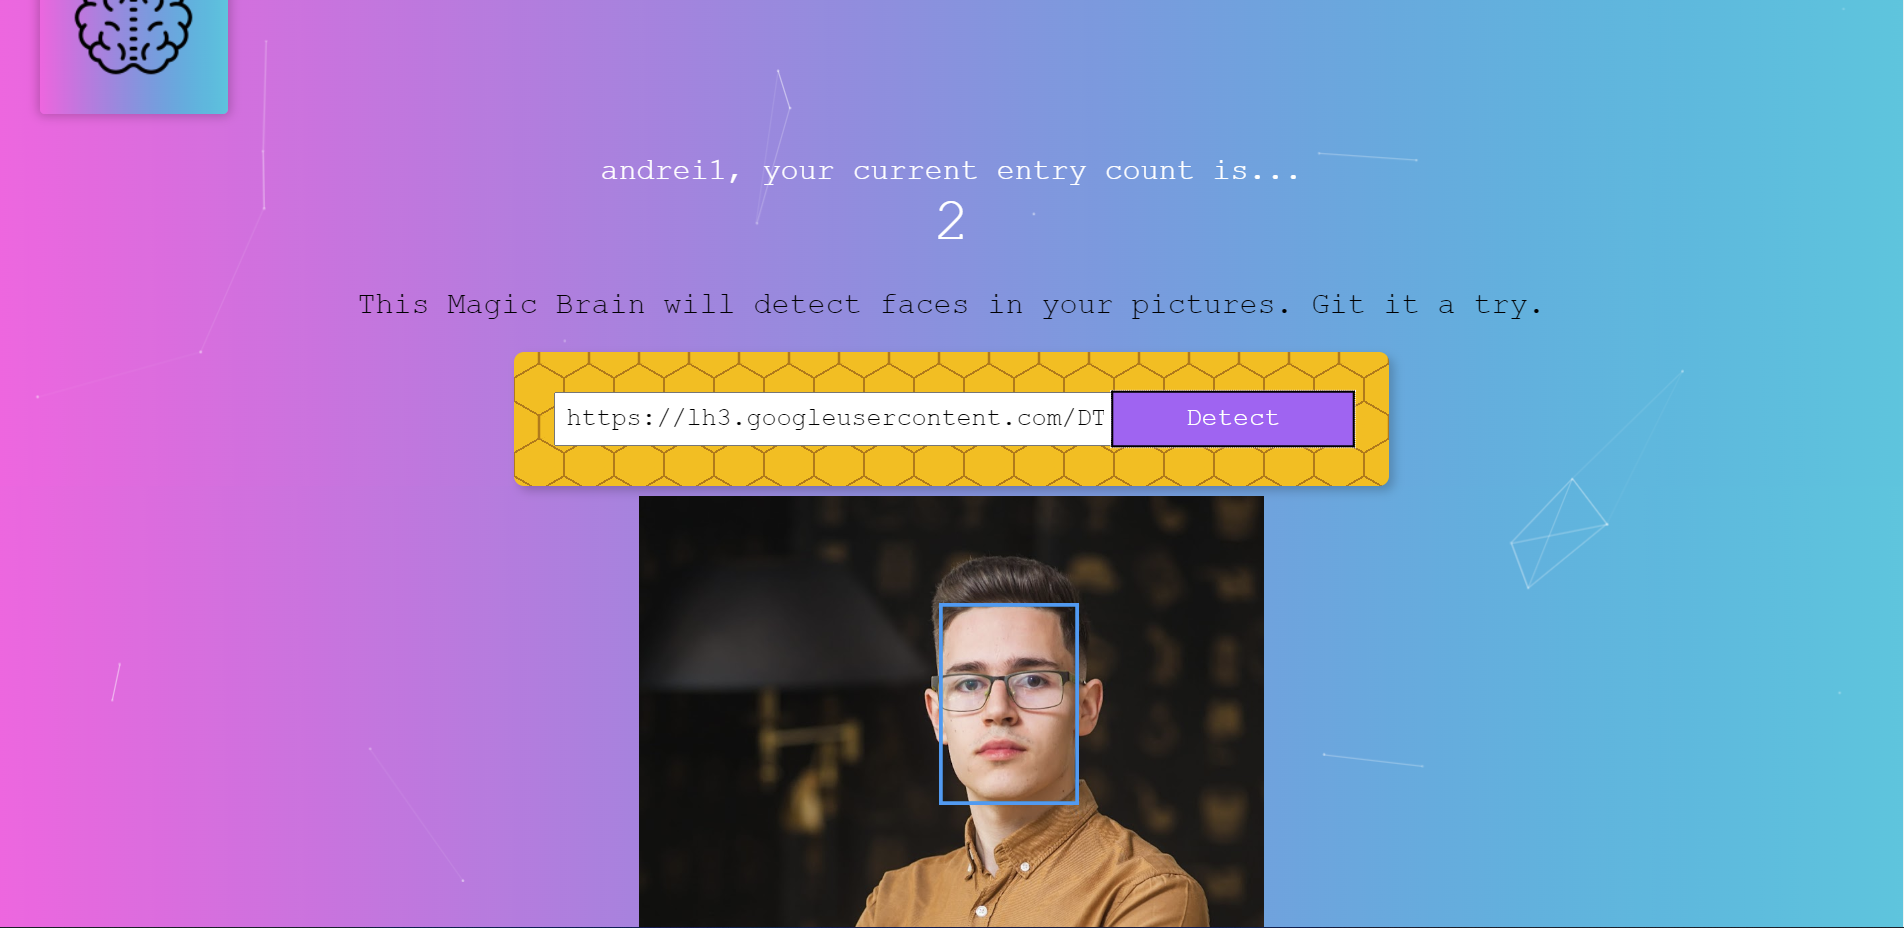 andrei1, your current entry count is...
2
This Magic Brain will detect faces in your pictures. Git it a try.
https://lh3.googleusercontent.com/DT
Detect